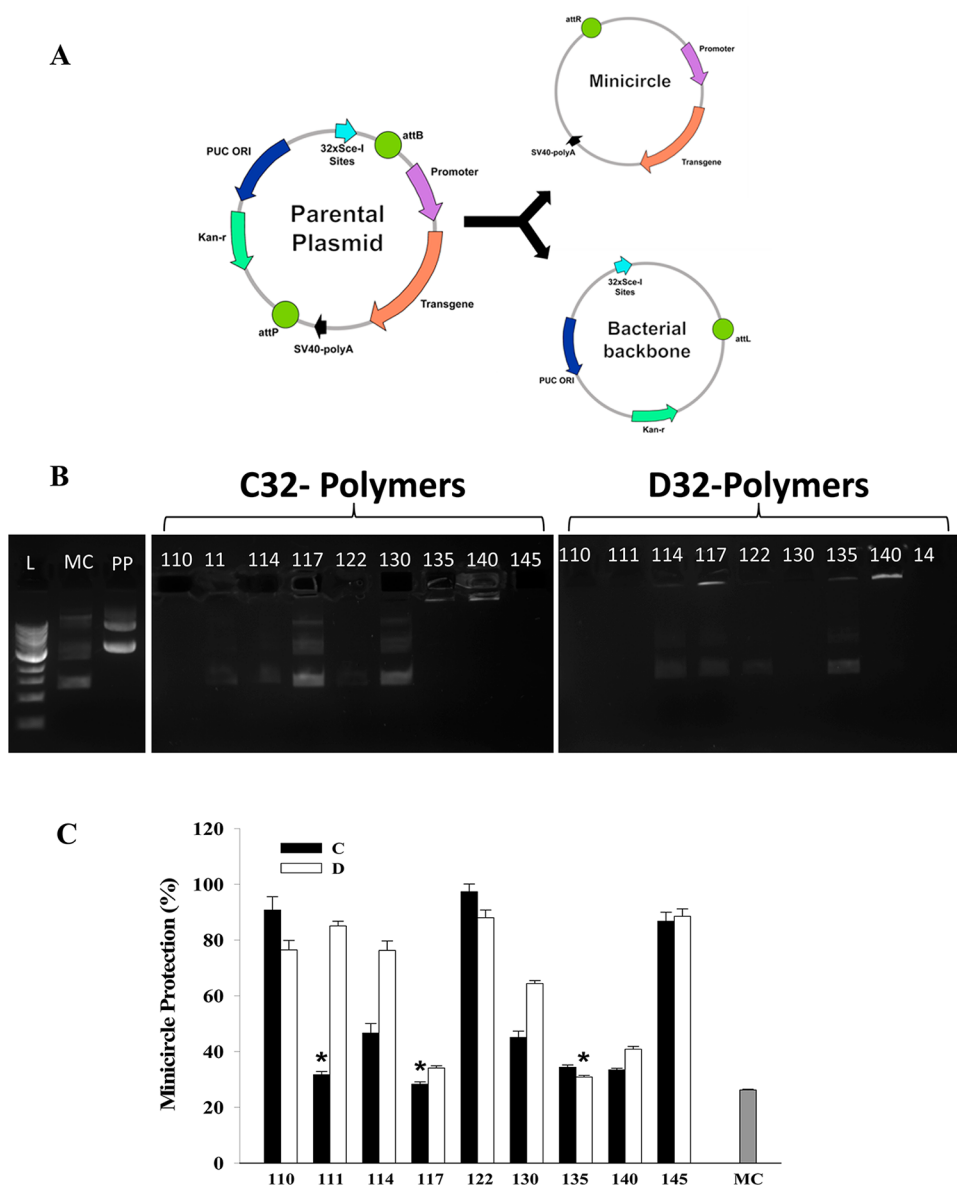 A
attR
Promoter
Minicircle
SV40-polyA
Transgene
32xSce-I
Sites
attB
PUC ORI
Promoter
Parental
Plasmid
Kan-r
Transgene
attP
SV40-polyA
32xSce-I
Sites
Bacterial
backbone
attL
PUC ORI
Kan-r
B
C32- Polymers
D32-Polymers
L MC PP
110 11 114 117 122 130 135 140 145
110 111 114 117 122 130 135 140 14
C
Minicircle Protection (%)
120
100
80
60
40
20
0
C
D
* * *
110 111 114 117 122 130 135 140 145 MC